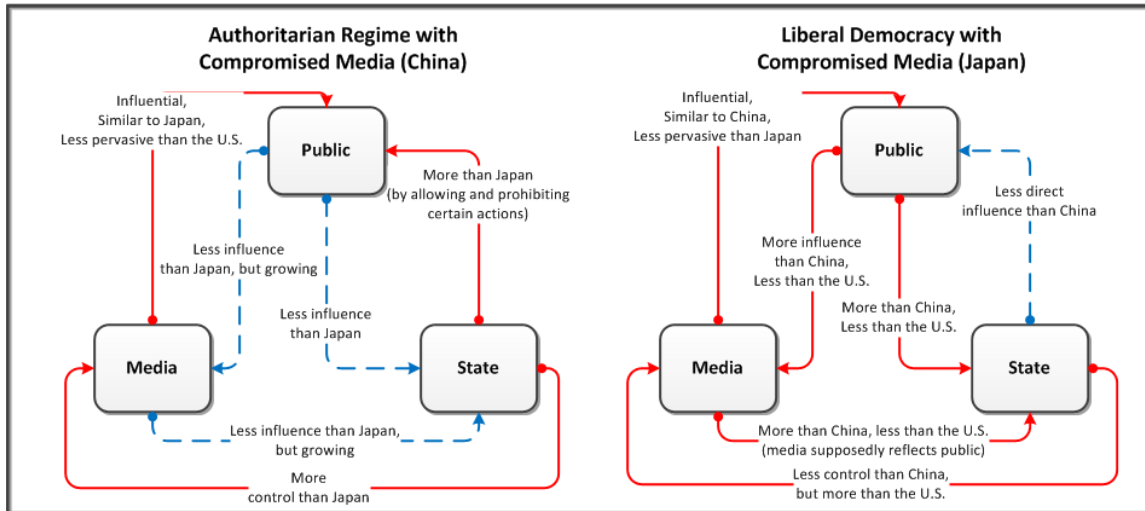 Authoritarian Regime with
Compromised Media (China)
Influential,
Similar to Japan,
Less pervasive than the U.S.
Public
More than Japan
(by allowing and prohibiting
certain actions)
Less influence
than Japan, but growing
Less influence
than Japan
Media
State
Less influence than Japan,
but growing
More
control than Japan
Liberal Democracy with
Compromised Media (Japan)
Influential,
Similar to China,
Less pervasive than Japan
Public
Less direct
influence than China
More influence
than China,
Less than the U.S.
More than China,
Less than the U.S.
Media
State
More than China, less than the U.S.
(media supposedly reflects public)
Less control than China,
but more than the U.S.